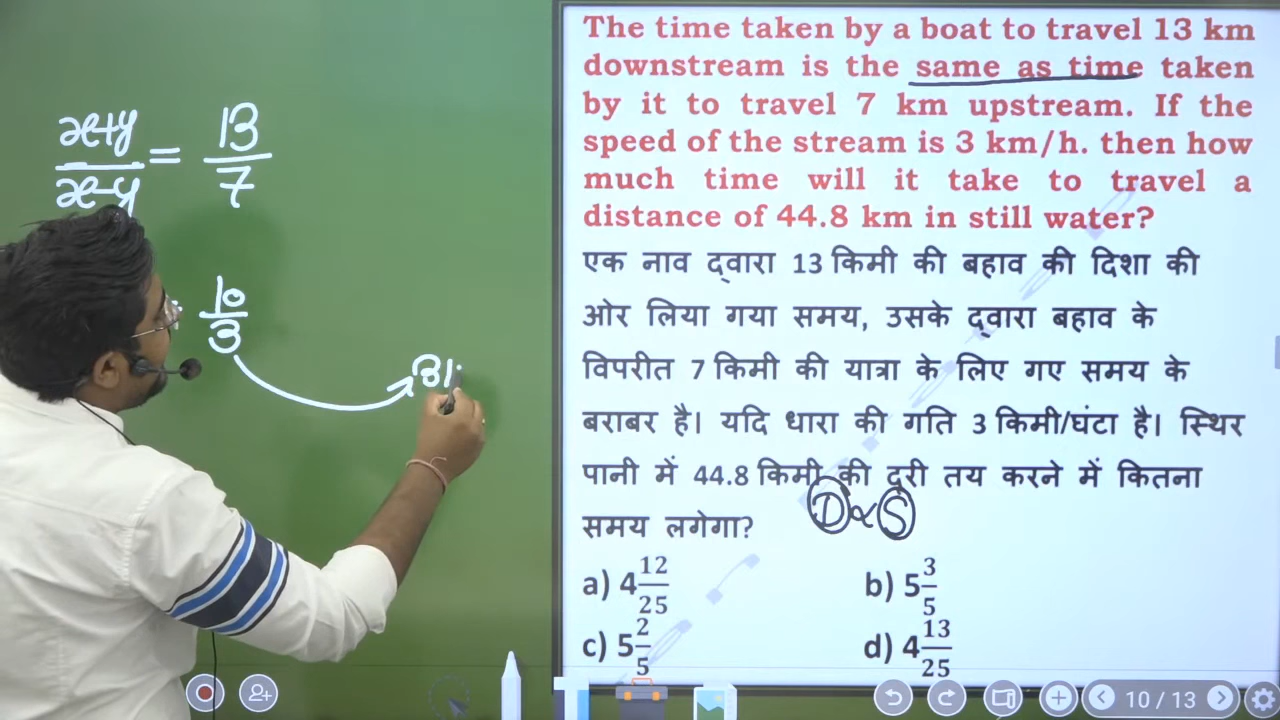 x+y
x-y
=
13
7
10
3
The time taken by a boat to travel 13 km
downstream is the same as time taken
by it to travel 7 km upstream. If the
speed of the stream is 3 km/h. then how
much time will it take to travel a
distance of 44.8 km in still water?
एक नाव द्वारा 13 किमी की बहाव की दिशा की
ओर लिया गया समय, उसके द्वारा बहाव के
विपरीत 7 किमी की यात्रा के लिए गए समय के
बराबर है। यदि धारा की गति 3 किमी/घंटा है। स्थिर
पानी में 44.8 किमी की दूरी तय करने में कितना
समय लगेगा?
D∝S
a) 4 12/25 b) 5 3/5
c) 5 2/5 d) 4 13/25
10 / 13